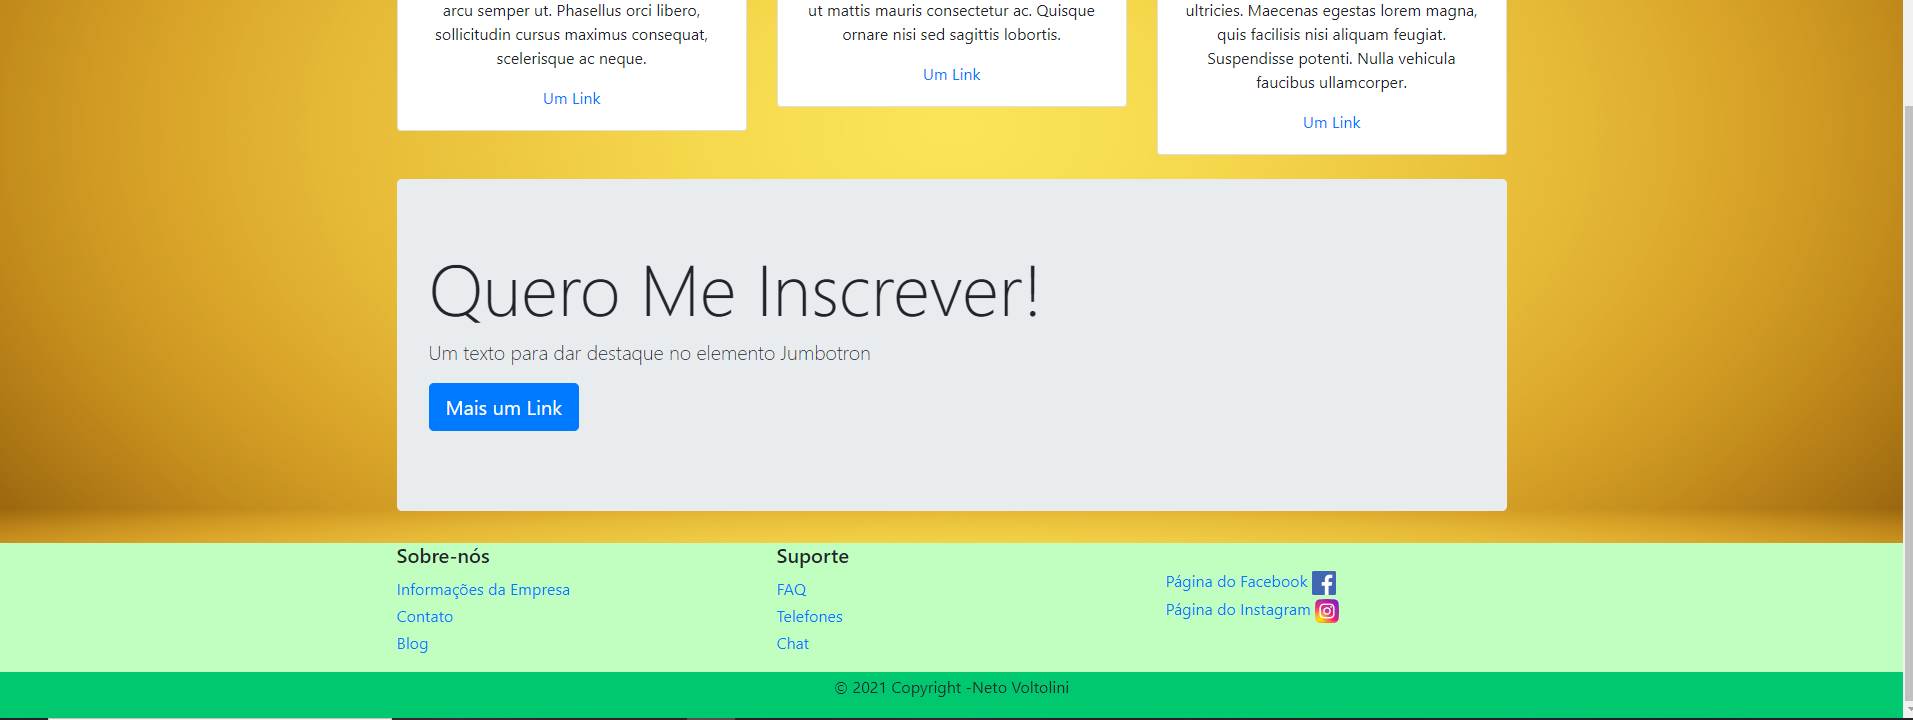 arcu semper ut. Phasellus orci libero,
sollicitudin cursus maximus consequat,
scelerisque ac neque.
Um Link
ut mattis mauris consectetur ac. Quisque
ornare nisi sed sagittis lobortis.
Um Link
ultricies. Maecenas egestas lorem magna,
quis facilisis nisi aliquam feugiat.
Suspendisse potenti. Nulla vehicula
faucibus ullamcorper.
Um Link
Quero Me Inscrever!
Um texto para dar destaque no elemento Jumbotron
Mais um Link
Sobre-nós
Informações da Empresa
Contato
Blog
Suporte
FAQ
Telefones
Chat
Página do Facebook
Página do Instagram
© 2021 Copyright -Neto Voltolini